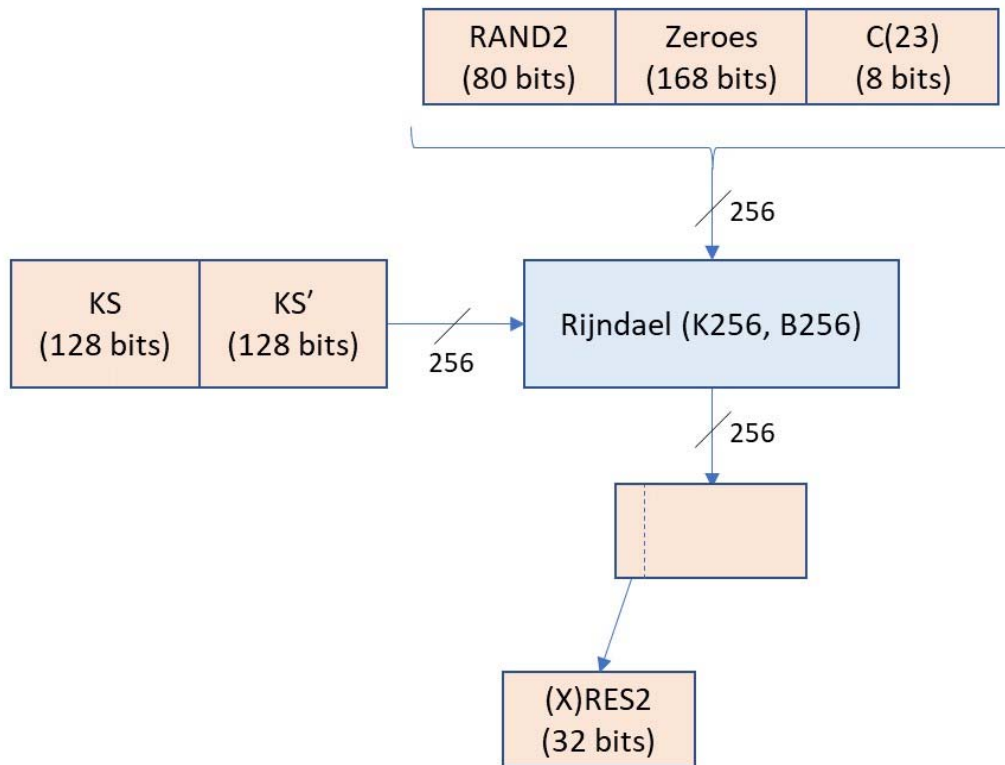 RAND2
(80 bits)
Zeroes
(168 bits)
C(23)
(8 bits)
256
KS
(128 bits)
KS’
(128 bits)
256
Rijndael (K256, B256)
256
(X)RES2
(32 bits)